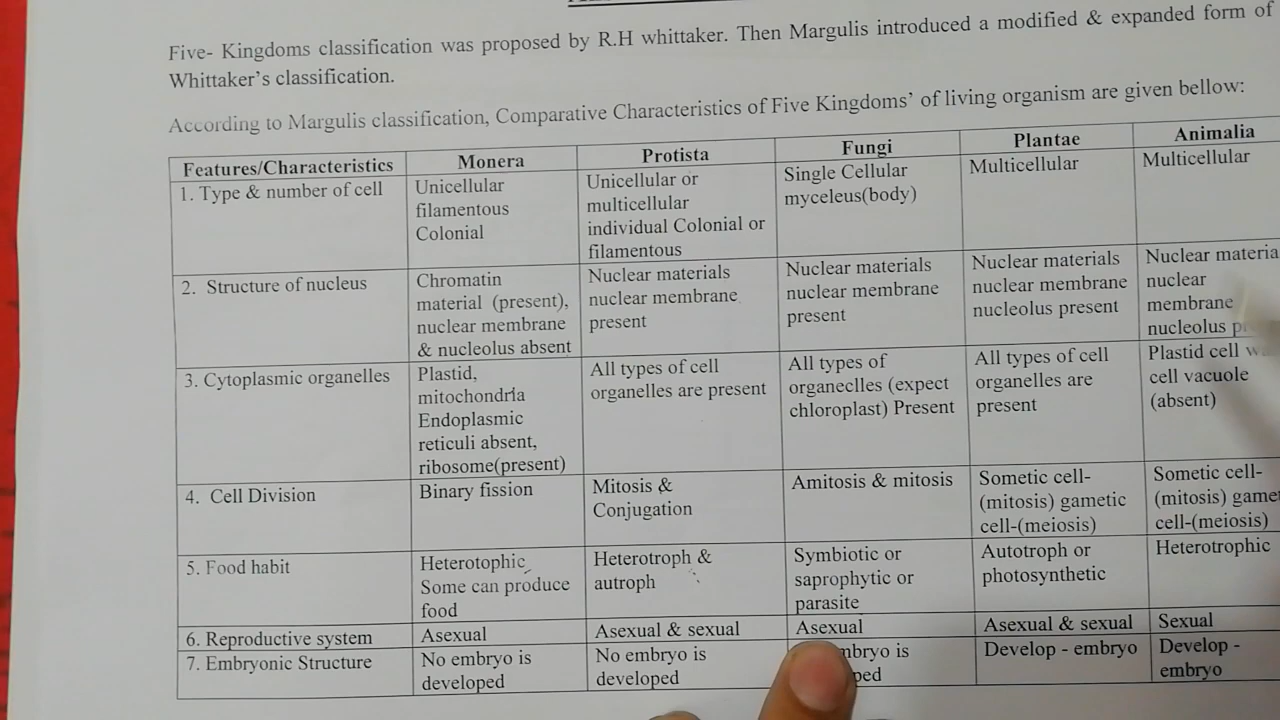 Five- Kingdoms classification was proposed by R.H whittaker. Then Margulis introduced a modified & expanded form of
Whittaker's classification.
According to Margulis classification, Comparative Characteristics of Five Kingdoms' of living organism are given bellow:
Features/Characteristics
Monera
Protista
Fungi
Plantae
Animalia
1. Type & number of cell
Unicellular
filamentous
Colonial
Unicellular or
multicellular
individual Colonial or
filamentous
Single Cellular
myceleus(body)
Multicellular
Multicellular
2. Structure of nucleus
Chromatin
material (present),
nuclear membrane
& nucleolus absent
Nuclear materials
nuclear membrane
present
Nuclear materials
nuclear membrane
present
Nuclear materials
nuclear membrane
nucleolus present
Nuclear materia
nuclear
membrane
nucleolus
3. Cytoplasmic organelles
Plastid,
mitochondria
Endoplasmic
reticuli absent,
ribosome(present)
All types of cell
organelles are present
All types of
organeclles (expect
chloroplast) Present
All types of cell
organelles are
present
Plastid cell
cell vacuole
(absent)
4. Cell Division
Binary fission
Mitosis &
Conjugation
Amitosis & mitosis
Sometic cell-
(mitosis) gametic
cell-(meiosis)
Sometic cell-
(mitosis) game
cell-(meiosis)
5. Food habit
Heterotophic
Some can produce
food
Heterotroph &
autroph
Symbiotic or
saprophytic or
parasite
Autotroph or
photosynthetic
Heterotrophic
6. Reproductive system
Asexual
Asexual & sexual
Asexual
Asexual & sexual
Sexual
7. Embryonic Structure
No embryo is
developed
No embryo is
developed
mbryo is
ped
Develop - embryo
Develop -
embryo